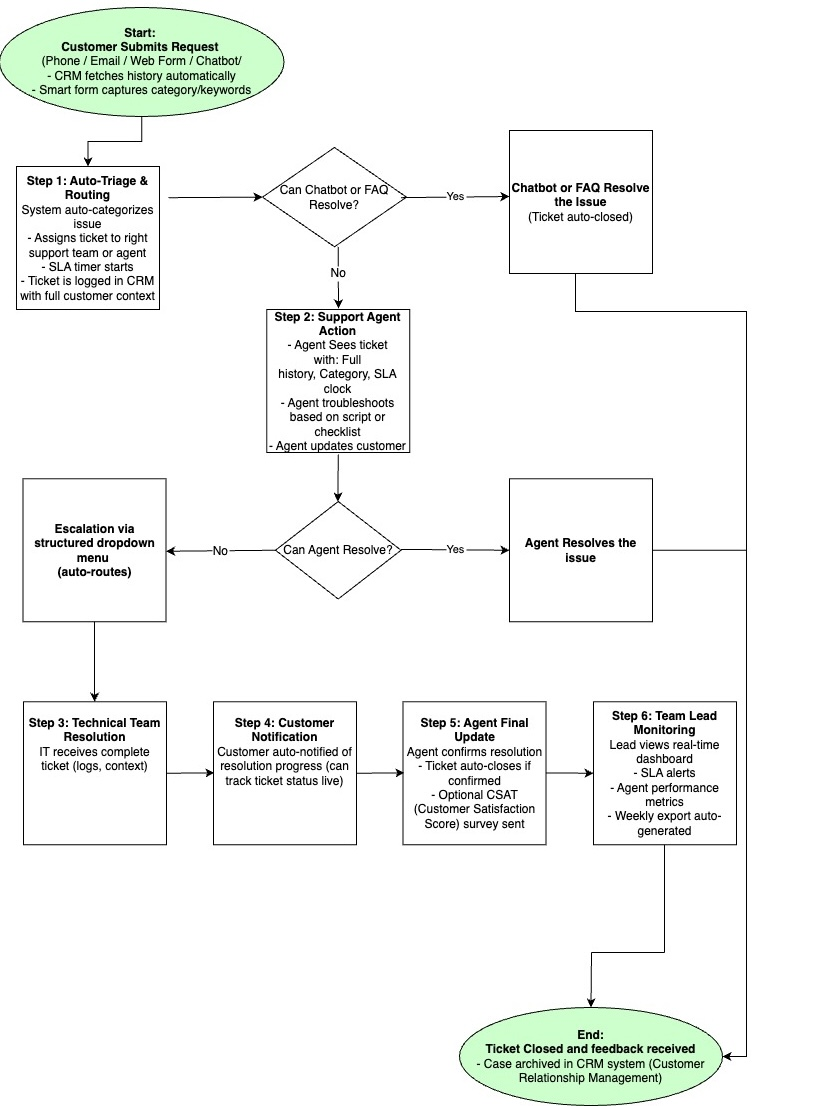 Start:
Customer Submits Request
(Phone / Email / Web Form / Chatbot/
- CRM fetches history automatically
- Smart form captures category/keywords
Step 1: Auto-Triage &
Routing
System auto-categorizes
issue
- Assigns ticket to right
support team or agent
- SLA timer starts
- Ticket is logged in CRM
with full customer context
Can Chatbot or FAQ
Resolve?
Yes
Chatbot or FAQ Resolve
the Issue
(Ticket auto-closed)
No
Step 2: Support Agent
Action
- Agent Sees ticket
with: Full
history, Category, SLA
clock
- Agent troubleshoots
based on script or
checklist
- Agent updates customer
Escalation via
structured dropdown
menu
(auto-routes)
No
Can Agent Resolve?
Yes
Agent Resolves the
issue
Step 3: Technical Team
Resolution
IT receives complete
ticket (logs, context)
Step 4: Customer
Notification
Customer auto-notified of
resolution progress (can
track ticket status live)
Step 5: Agent Final
Update
Agent confirms resolution
- Ticket auto-closes if
confirmed
- Optional CSAT
(Customer Satisfaction
Score) survey sent
Step 6: Team Lead
Monitoring
Lead views real-time
dashboard
- SLA alerts
- Agent performance
metrics
- Weekly export auto-
generated
End:
Ticket Closed and feedback received
- Case archived in CRM system (Customer
Relationship Management)